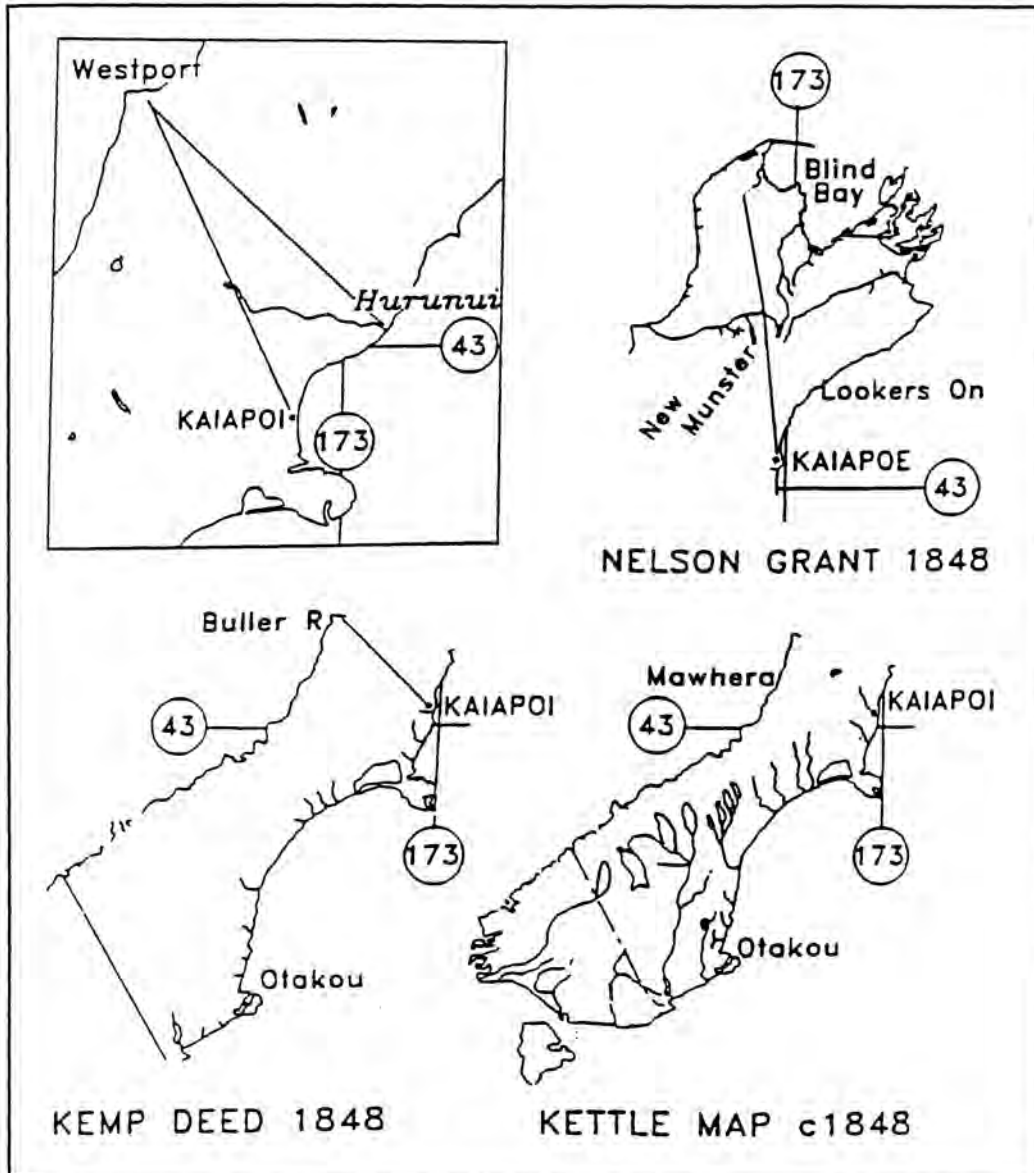 Westport
Hurunui
43
KAIAPOI
173
173
Blind
Bay
New
Munster
Lookers On
KAIAPOE
43
NELSON GRANT 1848
Buller R
KAIAPOI
43
173
Otakou
KEMP DEED 1848
Mawhera
KAIAPOI
43
173
Otakou
KETTLE MAP c1848